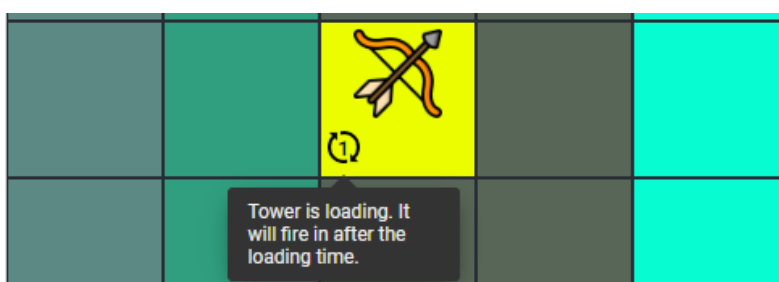 1
Tower is loading. It
will fire in after the
loading time.